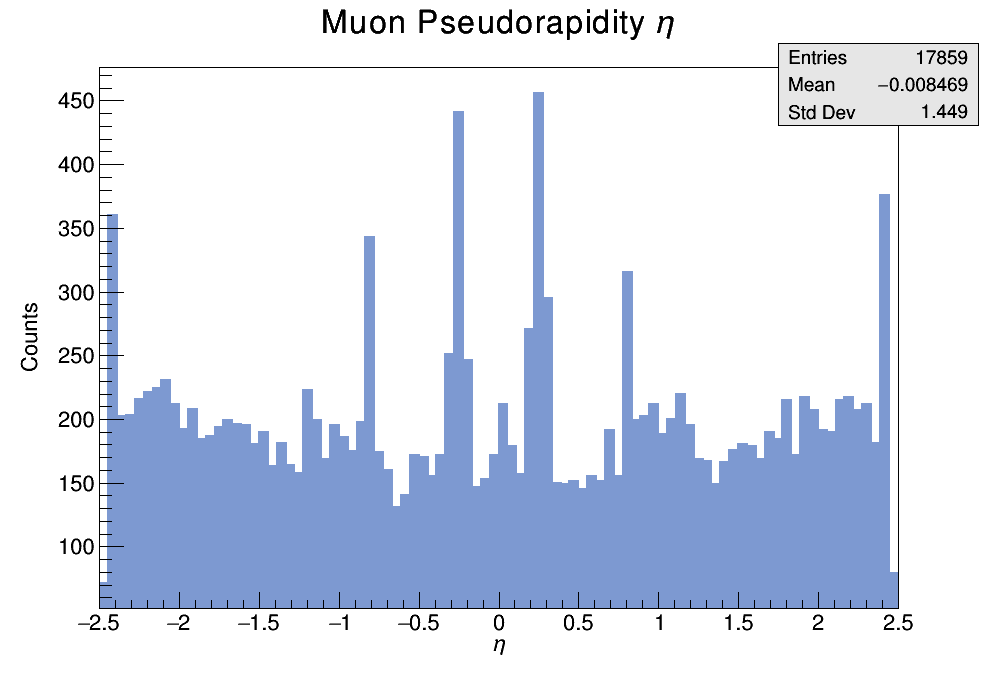 Muon Pseudorapidity η
Entries 17859
Mean −0.008469
Std Dev 1.449
450
400
350
300
250
200
150
100
Counts
−2.5 −2 −1.5 −1 −0.5 0 0.5 1 1.5 2 2.5
η